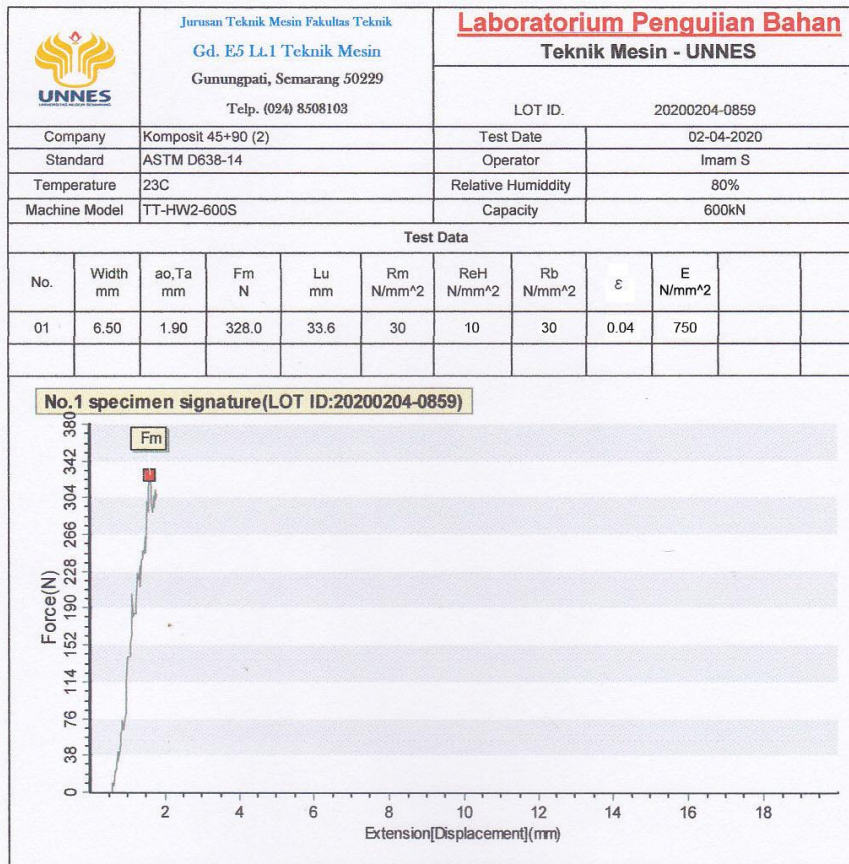 UNNES
Jurusan Teknik Mesin Fakultas Teknik
Gd. E5 Lt.1 Teknik Mesin
Gunungpati, Semarang 50229
Telp. (024) 8508103
Laboratorium Pengujian Bahan
Teknik Mesin - UNNES
LOT ID. 20200204-0859
Company Komposit 45+90 (2) Test Date 02-04-2020
Standard ASTM D638-14 Operator Imam S
Temperature 23C Relative Humiddity 80%
Machine Model TT-HW2-600S Capacity 600kN
Test Data
No. Width mm ao,Ta mm Fm N Lu mm Rm N/mm^2 ReH N/mm^2 Rb N/mm^2 ε E N/mm^2
01 6.50 1.90 328.0 33.6 30 10 30 0.04 750
No.1 specimen signature(LOT ID:20200204-0859)
Fm
380
342
304
266
228
190
152
114
76
38
0
Force(N)
2 4 6 8 10 12 14 16 18
Extension[Displacement](mm)